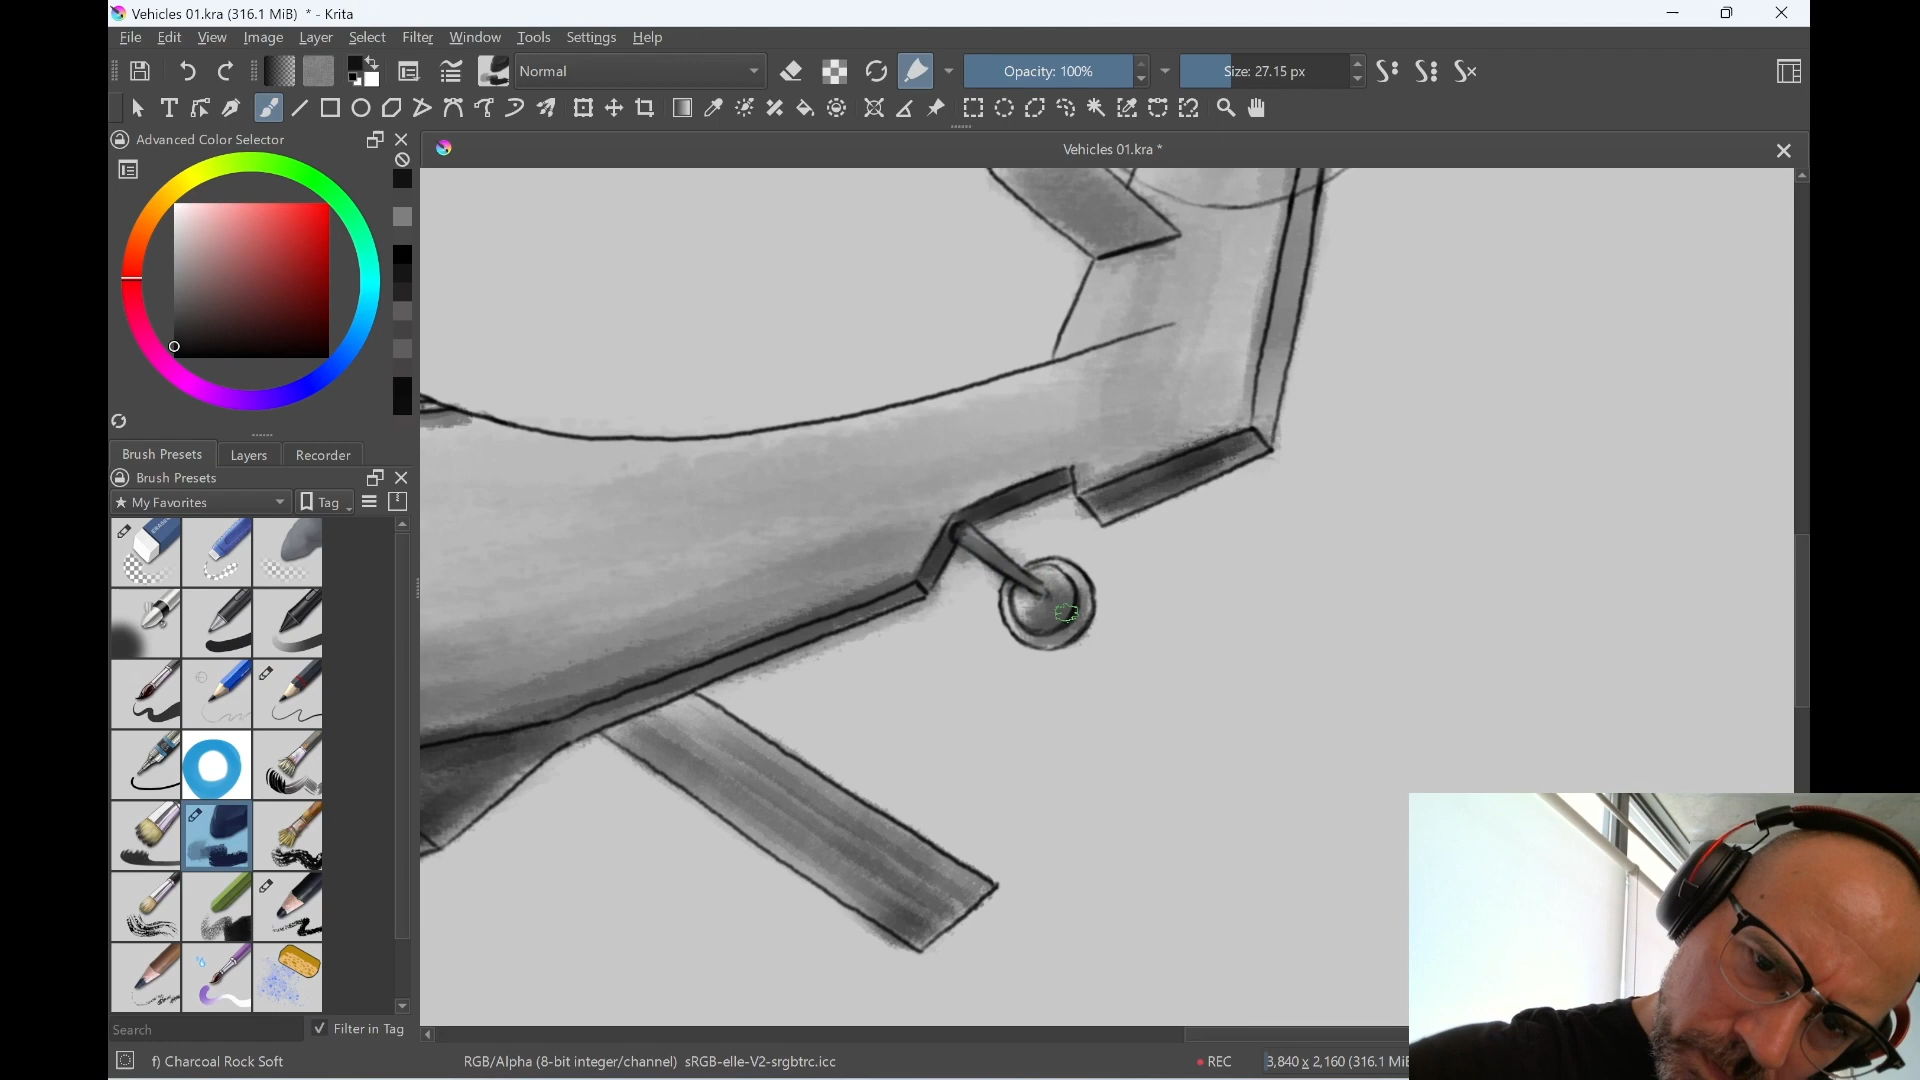 Vehicles 01.kra (316.1 MiB) * - Krita
File Edit View Image Layer Select Filter Window Tools Settings Help
Normal Opacity: 100% Size: 27.15 px
Advanced Color Selector
Vehicles 01.kra *
Brush Presets Layers Recorder
Brush Presets
★ My Favorites Tag
Search ✓ Filter in Tag
f) Charcoal Rock Soft RGB/Alpha (8-bit integer/channel) sRGB-elle-V2-srgbtrc.icc REC 3,840 x 2,160 (316.1 MiE